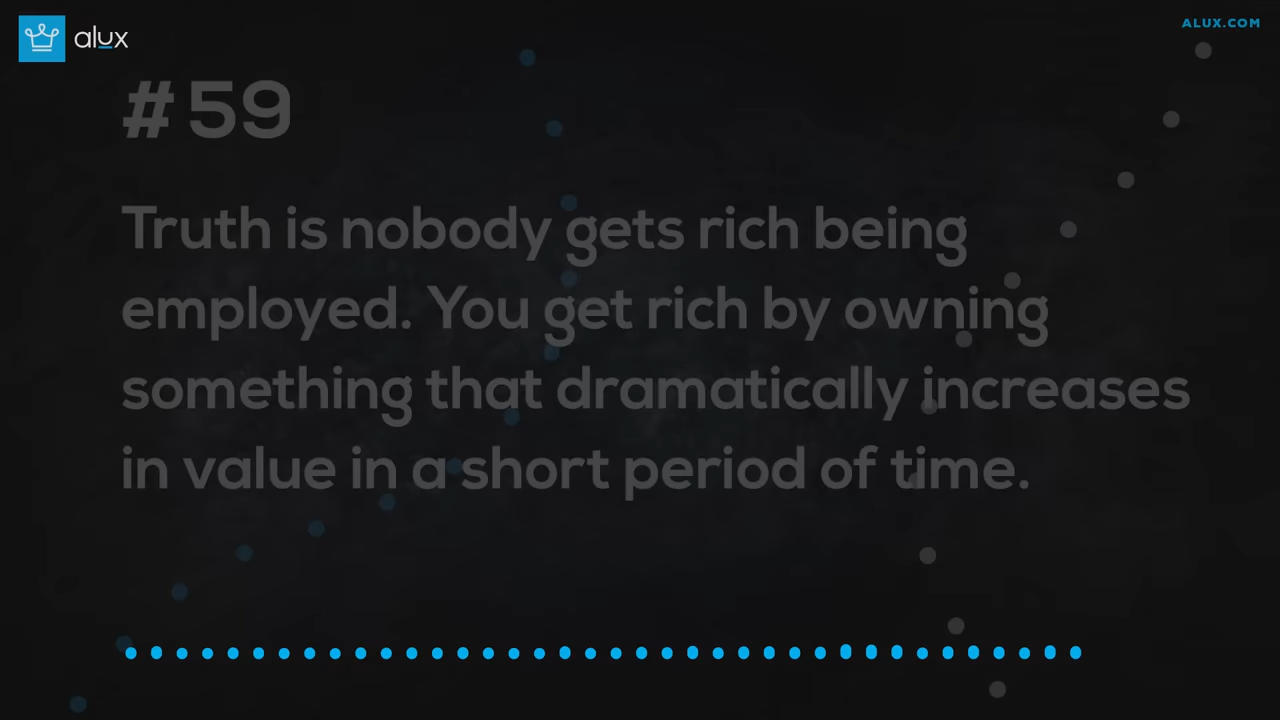 alux
ALUX.COM
#59
Truth is nobody gets rich being
employed. You get rich by owning
something that dramatically increases
in value in a short period of time.